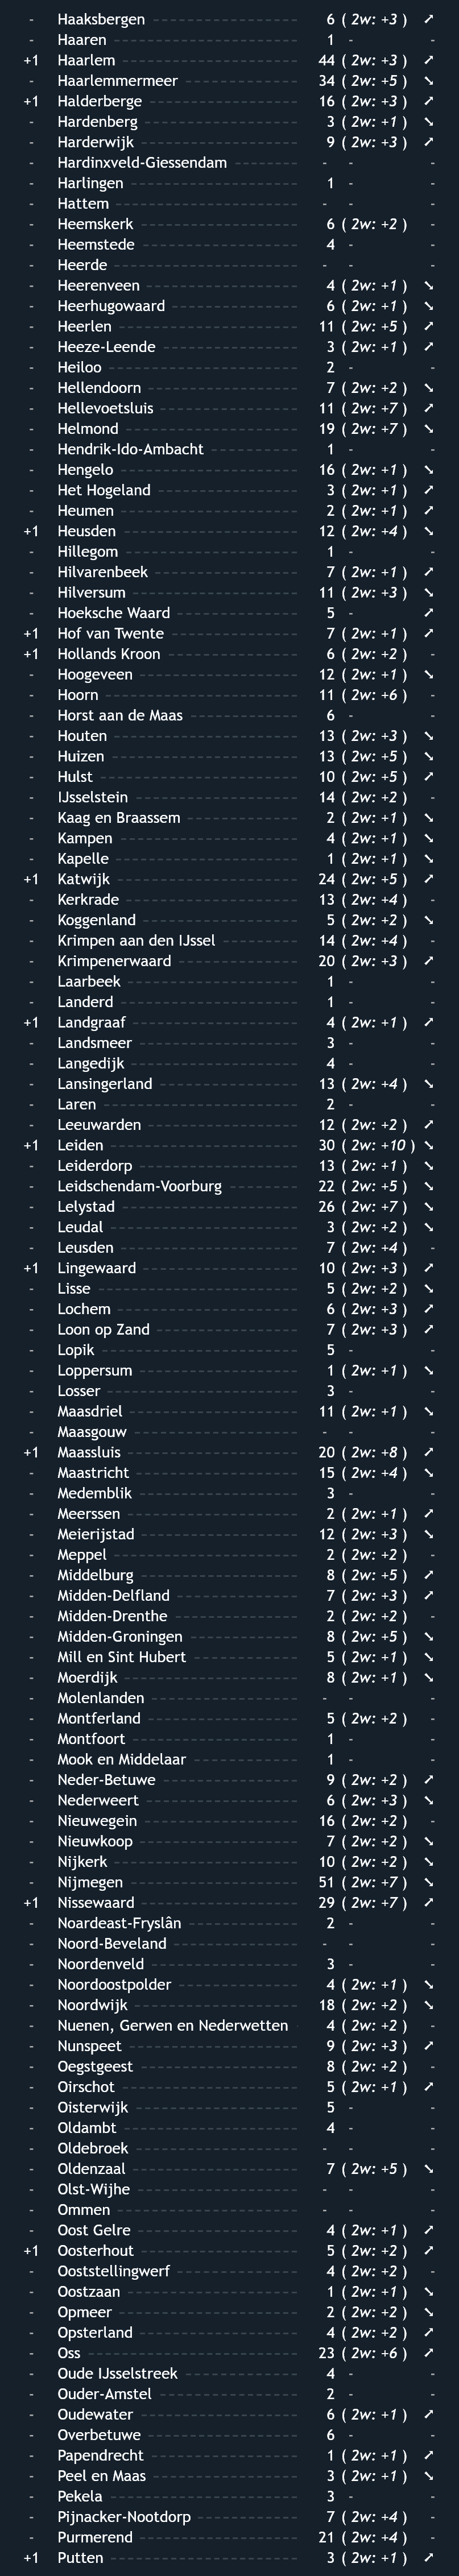 - Haaksbergen 6 ( 2w: +3 ) ➚
- Haaren 1 - -
+1 Haarlem 44 ( 2w: +3 ) ➚
- Haarlemmermeer 34 ( 2w: +5 ) ➘
+1 Halderberge 16 ( 2w: +3 ) ➚
- Hardenberg 3 ( 2w: +1 ) ➘
- Harderwijk 9 ( 2w: +3 ) ➚
- Hardinxveld-Giessendam - - -
- Harlingen 1 - -
- Hattem - - -
- Heemskerk 6 ( 2w: +2 ) -
- Heemstede 4 - -
- Heerde - - -
- Heerenveen 4 ( 2w: +1 ) ➘
- Heerhugowaard 6 ( 2w: +1 ) ➘
- Heerlen 11 ( 2w: +5 ) ➚
- Heeze-Leende 3 ( 2w: +1 ) ➚
- Heiloo 2 - -
- Hellendoorn 7 ( 2w: +2 ) ➘
- Hellevoetsluis 11 ( 2w: +7 ) ➚
- Helmond 19 ( 2w: +7 ) ➘
- Hendrik-Ido-Ambacht 1 - -
- Hengelo 16 ( 2w: +1 ) ➘
- Het Hogeland 3 ( 2w: +1 ) ➚
- Heumen 2 ( 2w: +1 ) ➚
+1 Heusden 12 ( 2w: +4 ) ➘
- Hillegom 1 - -
- Hilvarenbeek 7 ( 2w: +1 ) ➚
- Hilversum 11 ( 2w: +3 ) ➘
- Hoeksche Waard 5 - ➚
+1 Hof van Twente 7 ( 2w: +1 ) ➚
+1 Hollands Kroon 6 ( 2w: +2 ) -
- Hoogeveen 12 ( 2w: +1 ) ➘
- Hoorn 11 ( 2w: +6 ) -
- Horst aan de Maas 6 - -
- Houten 13 ( 2w: +3 ) ➘
- Huizen 13 ( 2w: +5 ) ➘
- Hulst 10 ( 2w: +5 ) ➚
- IJsselstein 14 ( 2w: +2 ) -
- Kaag en Braassem 2 ( 2w: +1 ) ➘
- Kampen 4 ( 2w: +1 ) ➘
- Kapelle 1 ( 2w: +1 ) ➘
+1 Katwijk 24 ( 2w: +5 ) ➚
- Kerkrade 13 ( 2w: +4 ) -
- Koggenland 5 ( 2w: +2 ) ➘
- Krimpen aan den IJssel 14 ( 2w: +4 ) -
- Krimpenerwaard 20 ( 2w: +3 ) ➚
- Laarbeek 1 - -
- Landerd 1 - -
+1 Landgraaf 4 ( 2w: +1 ) ➚
- Landsmeer 3 - -
- Langedijk 4 - -
- Lansingerland 13 ( 2w: +4 ) ➘
- Laren 2 - -
- Leeuwarden 12 ( 2w: +2 ) ➚
+1 Leiden 30 ( 2w: +10 ) ➘
- Leiderdorp 13 ( 2w: +1 ) ➘
- Leidschendam-Voorburg 22 ( 2w: +5 ) ➘
- Lelystad 26 ( 2w: +7 ) ➘
- Leudal 3 ( 2w: +2 ) ➘
- Leusden 7 ( 2w: +4 ) -
+1 Lingewaard 10 ( 2w: +3 ) ➚
- Lisse 5 ( 2w: +2 ) ➘
- Lochem 6 ( 2w: +3 ) ➚
- Loon op Zand 7 ( 2w: +3 ) ➚
- Lopik 5 - -
- Loppersum 1 ( 2w: +1 ) ➘
- Losser 3 - -
- Maasdriel 11 ( 2w: +1 ) ➘
- Maasgouw - - -
+1 Maassluis 20 ( 2w: +8 ) ➚
- Maastricht 15 ( 2w: +4 ) ➘
- Medemblik 3 - -
- Meerssen 2 ( 2w: +1 ) ➚
- Meierijstad 12 ( 2w: +3 ) ➘
- Meppel 2 ( 2w: +2 ) -
- Middelburg 8 ( 2w: +5 ) ➚
- Midden-Delfland 7 ( 2w: +3 ) ➚
- Midden-Drenthe 2 ( 2w: +2 ) -
- Midden-Groningen 8 ( 2w: +5 ) ➘
- Mill en Sint Hubert 5 ( 2w: +1 ) ➘
- Moerdijk 8 ( 2w: +1 ) ➘
- Molenlanden - - -
- Montferland 5 ( 2w: +2 ) -
- Montfoort 1 - -
- Mook en Middelaar 1 - -
- Neder-Betuwe 9 ( 2w: +2 ) ➚
- Nederweert 6 ( 2w: +3 ) ➘
- Nieuwegein 16 ( 2w: +2 ) -
- Nieuwkoop 7 ( 2w: +2 ) ➘
- Nijkerk 10 ( 2w: +2 ) ➘
- Nijmegen 51 ( 2w: +7 ) ➘
+1 Nissewaard 29 ( 2w: +7 ) ➚
- Noardeast-Fryslân 2 - -
- Noord-Beveland - - -
- Noordenveld 3 - -
- Noordoostpolder 4 ( 2w: +1 ) ➘
- Noordwijk 18 ( 2w: +2 ) ➘
- Nuenen, Gerwen en Nederwetten 4 ( 2w: +2 ) -
- Nunspeet 9 ( 2w: +3 ) ➚
- Oegstgeest 8 ( 2w: +2 ) -
- Oirschot 5 ( 2w: +1 ) ➚
- Oisterwijk 5 - -
- Oldambt 4 - -
- Oldebroek - - -
- Oldenzaal 7 ( 2w: +5 ) ➘
- Olst-Wijhe - - -
- Ommen - - -
- Oost Gelre 4 ( 2w: +1 ) ➚
+1 Oosterhout 5 ( 2w: +2 ) ➚
- Ooststellingwerf 4 ( 2w: +2 ) -
- Oostzaan 1 ( 2w: +1 ) ➘
- Opmeer 2 ( 2w: +2 ) ➘
- Opsterland 4 ( 2w: +2 ) ➚
- Oss 23 ( 2w: +6 ) ➚
- Oude IJsselstreek 4 - -
- Ouder-Amstel 2 - -
- Oudewater 6 ( 2w: +1 ) ➚
- Overbetuwe 6 - -
- Papendrecht 1 ( 2w: +1 ) ➚
- Peel en Maas 3 ( 2w: +1 ) ➘
- Pekela 3 - -
- Pijnacker-Nootdorp 7 ( 2w: +4 ) -
- Purmerend 21 ( 2w: +4 ) -
+1 Putten 3 ( 2w: +1 ) ➚